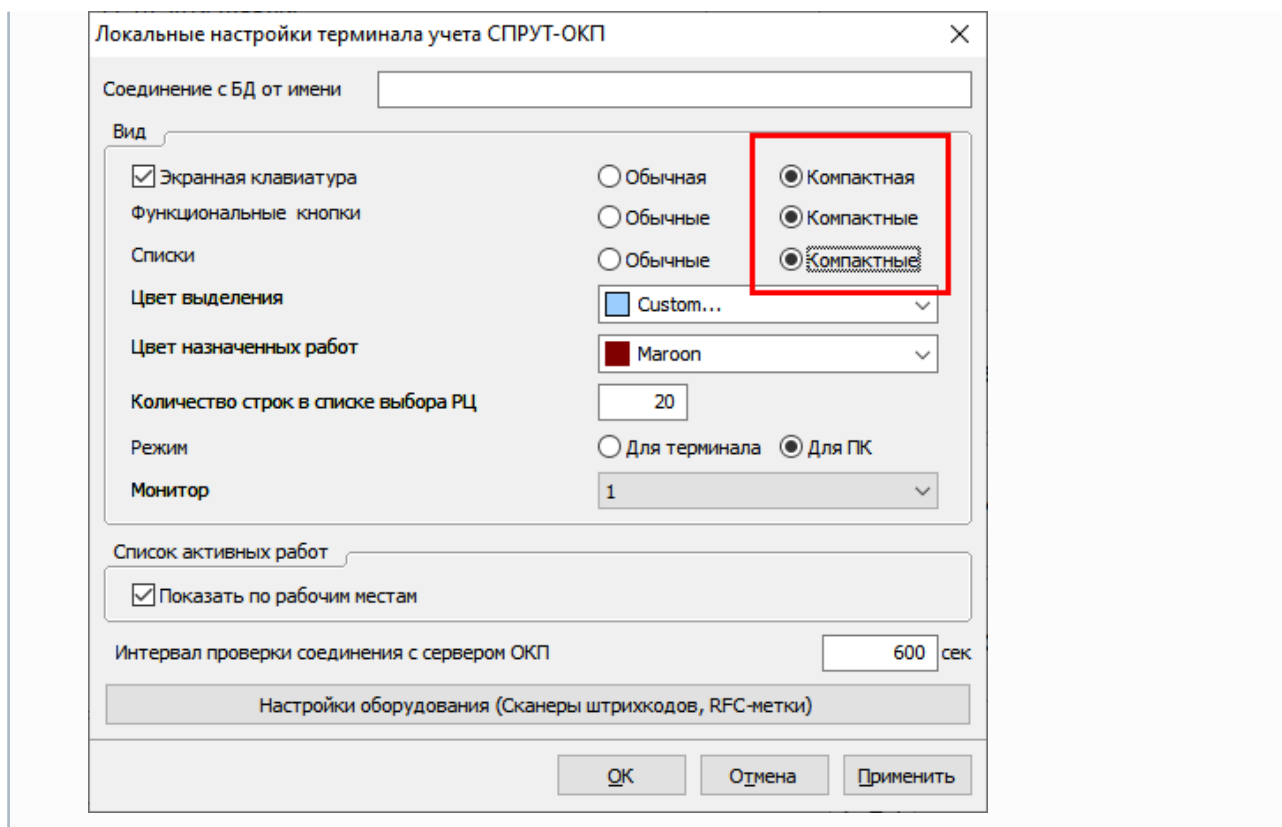 Локальные настройки терминала учета СПРУТ-ОКП
Соединение с БД от имени
Вид
Экранная клавиатура Обычная Компактная
Функциональные кнопки Обычные Компактные
Списки Обычные Компактные
Цвет выделения Custom...
Цвет назначенных работ Maroon
Количество строк в списке выбора РЦ 20
Режим Для терминала Для ПК
Монитор 1
Список активных работ
Показать по рабочим местам
Интервал проверки соединения с сервером ОКП 600 сек
Настройки оборудования (Сканеры штрихкодов, RFC-метки)
ОК Отмена Применить